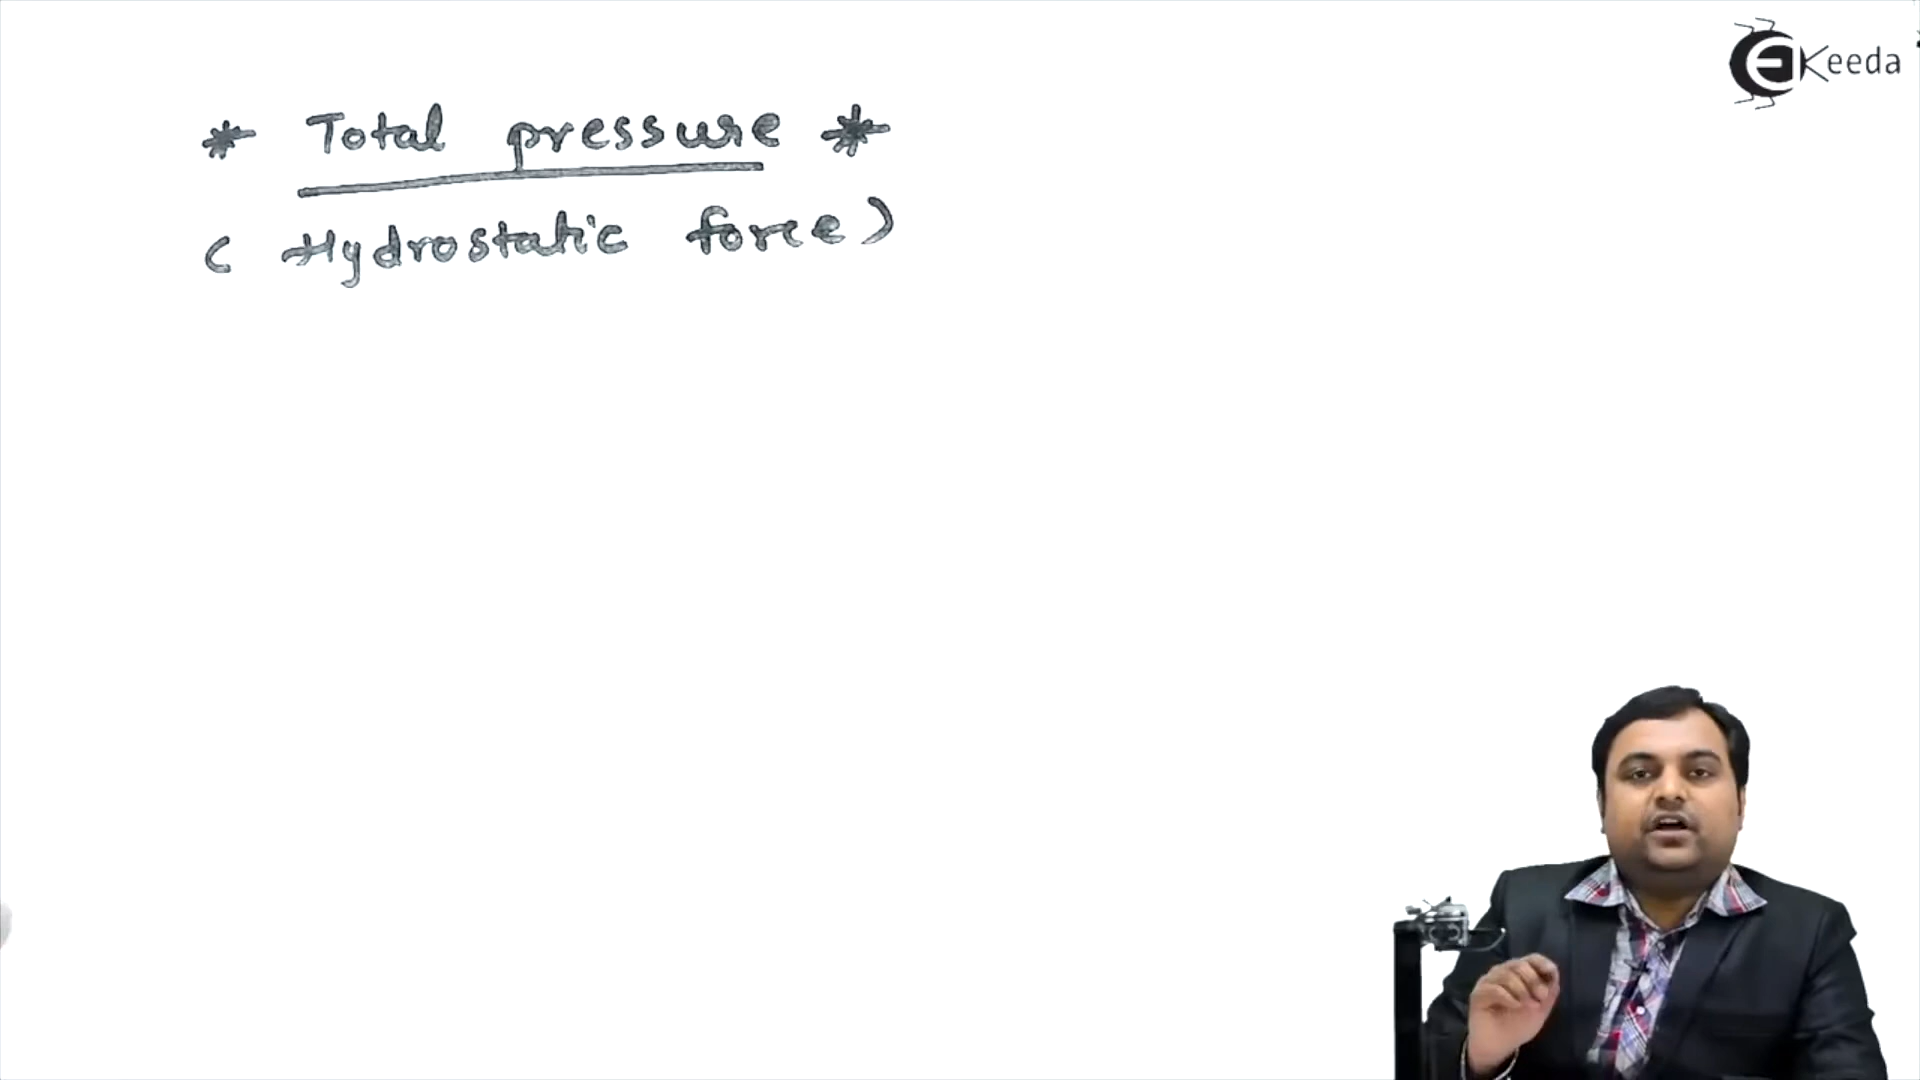 * Total pressure *
( Hydrostatic force)
EKeeda